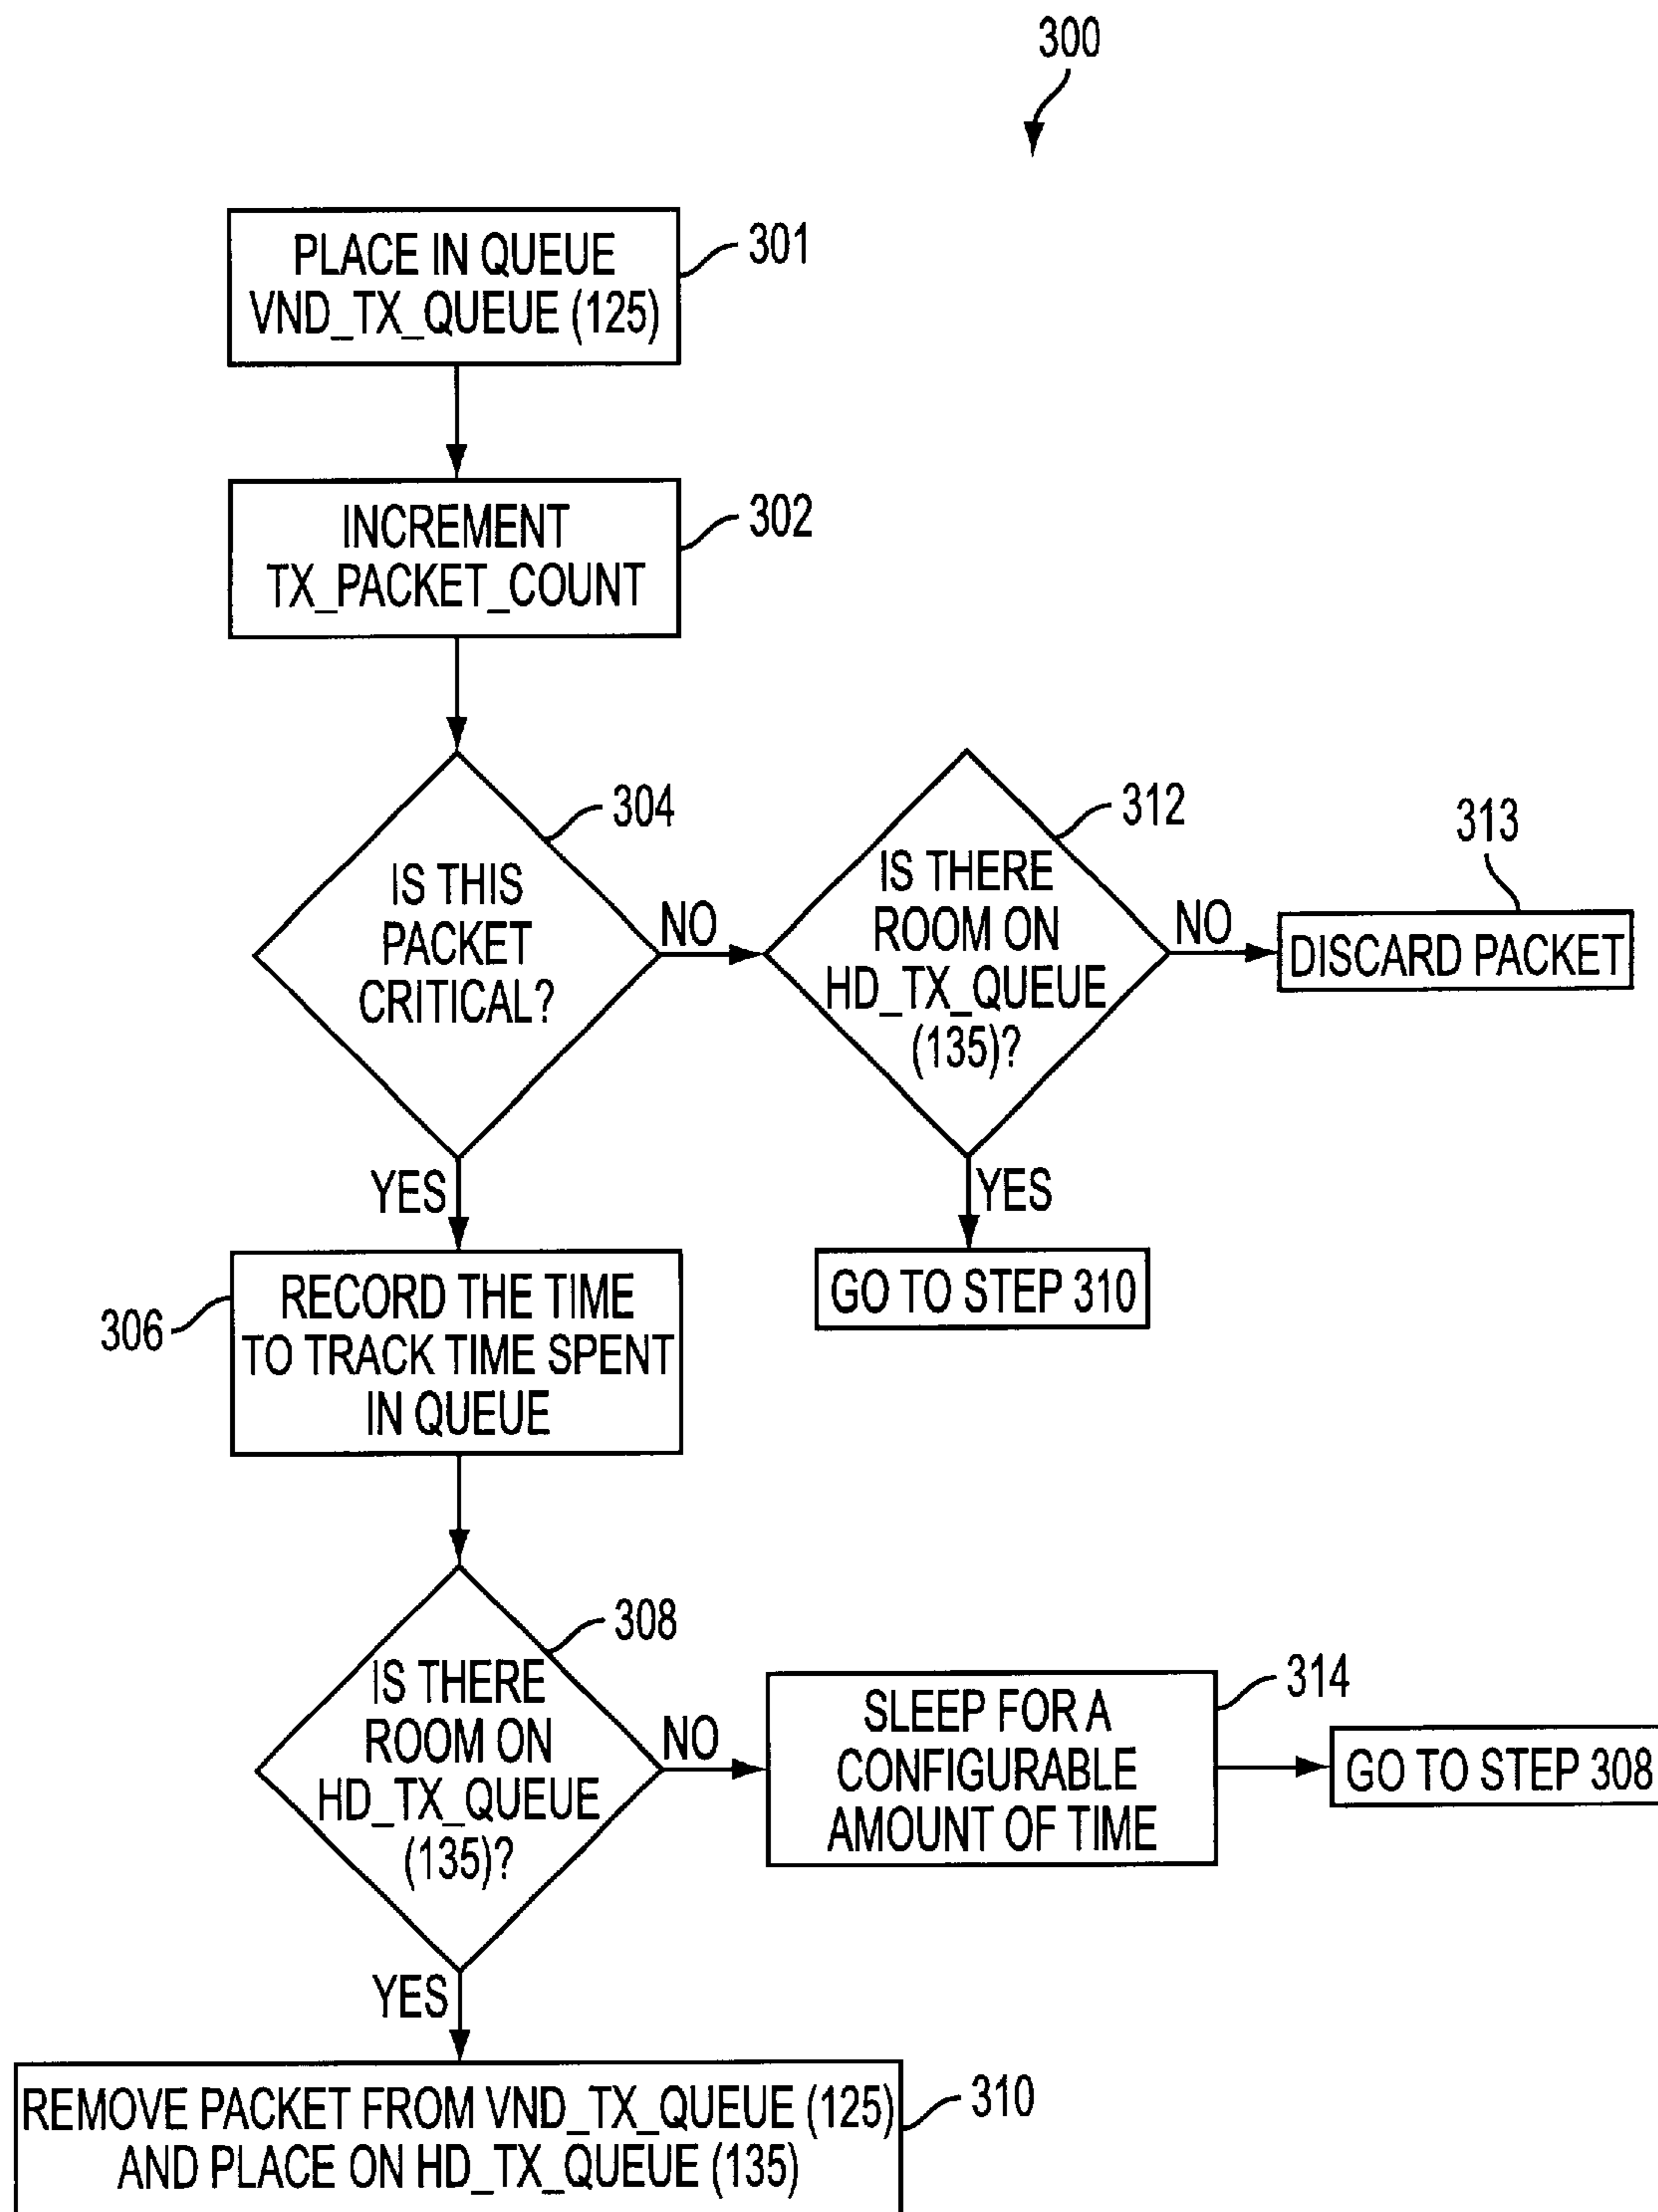 300
PLACE IN QUEUE
VND_TX_QUEUE (125)
301
INCREMENT
TX_PACKET_COUNT
302
IS THIS
PACKET
CRITICAL?
304
NO
IS THERE
ROOM ON
HD_TX_QUEUE
(135)?
312
NO
313
DISCARD PACKET
YES
YES
GO TO STEP 310
306
RECORD THE TIME
TO TRACK TIME SPENT
IN QUEUE
IS THERE
ROOM ON
HD_TX_QUEUE
(135)?
308
NO
SLEEP FOR A
CONFIGURABLE
AMOUNT OF TIME
314
GO TO STEP 308
YES
REMOVE PACKET FROM VND_TX_QUEUE (125)
AND PLACE ON HD_TX_QUEUE (135)
310